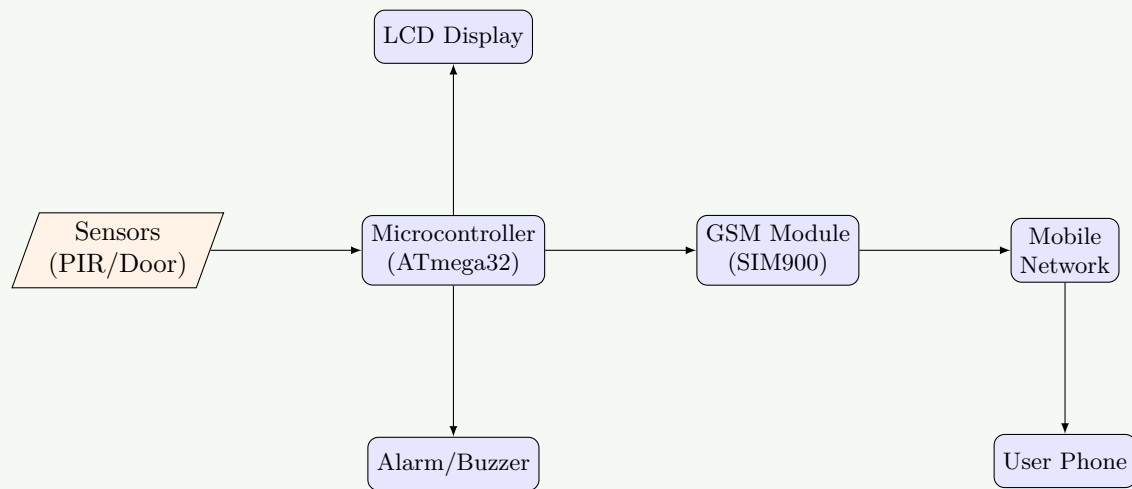 LCD Display
Sensors
(PIR/Door)
Microcontroller
(ATmega32)
GSM Module
(SIM900)
Mobile
Network
Alarm/Buzzer
User Phone